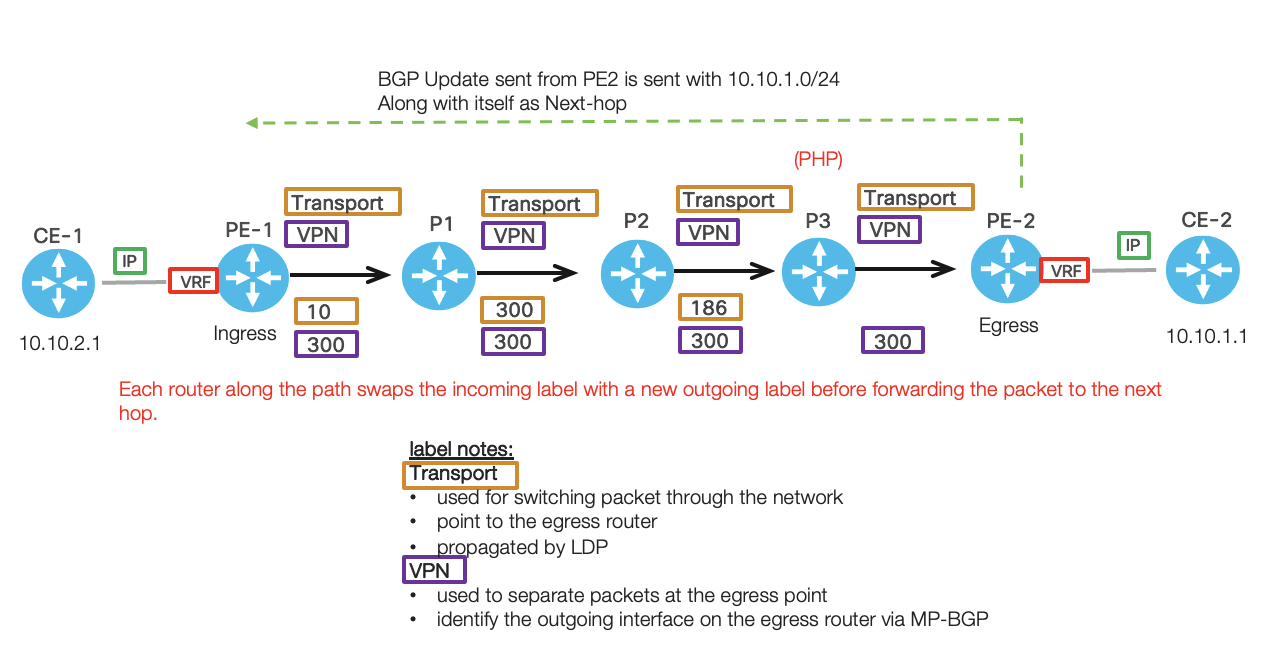 BGP Update sent from PE2 is sent with 10.10.1.0/24
Along with itself as Next-hop
(PHP)
Transport
Transport
Transport
Transport
CE-1
PE-1
VPN
P1
VPN
P2
VPN
P3
VPN
PE-2
CE-2
IP
VRF
VRF
IP
10.10.2.1
Ingress
10
300
300
300
186
300
300
Egress
10.10.1.1
Each router along the path swaps the incoming label with a new outgoing label before forwarding the packet to the next
hop.
label notes:
Transport
• used for switching packet through the network
• point to the egress router
• propagated by LDP
VPN
• used to separate packets at the egress point
• identify the outgoing interface on the egress router via MP-BGP